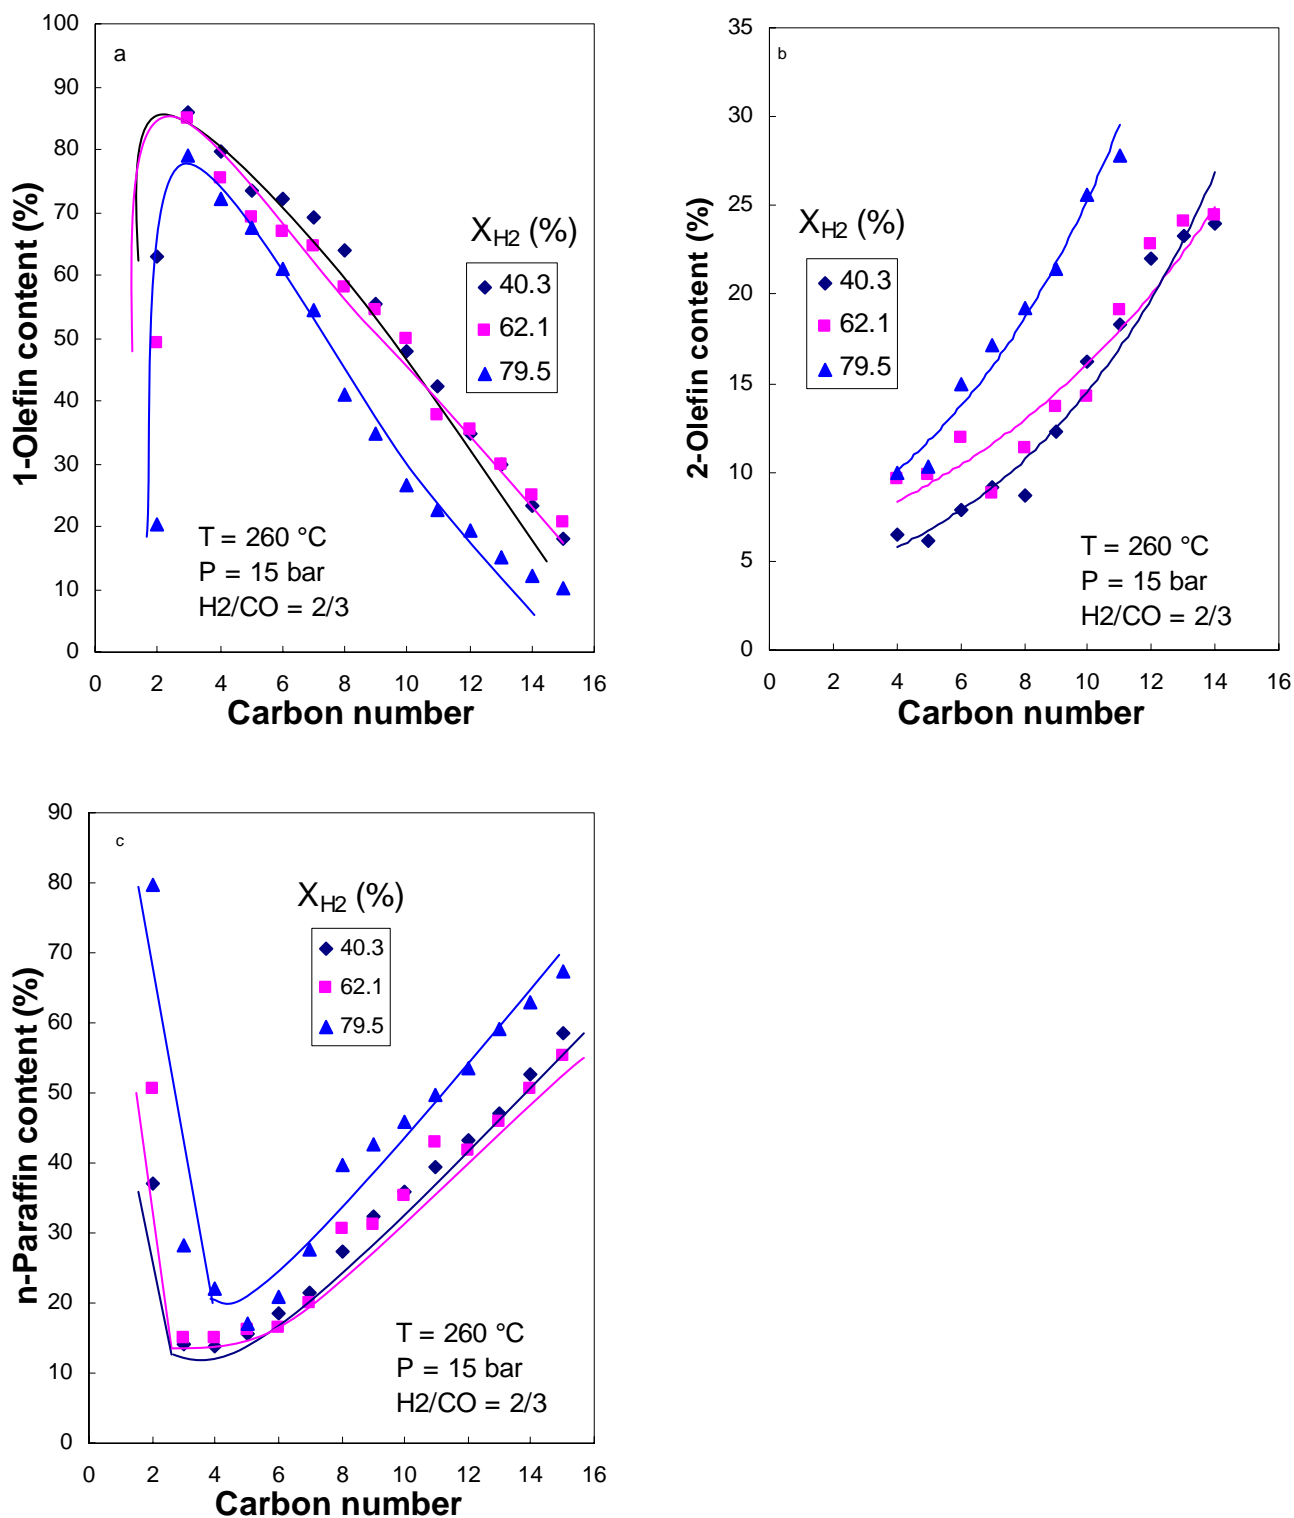 a
1-Olefin content (%)
100
90
80
70
60
50
40
30
20
10
0
X_H2 (%)
40.3
62.1
79.5
T = 260 °C
P = 15 bar
H2/CO = 2/3
0 2 4 6 8 10 12 14 16
Carbon number
b
2-Olefin content (%)
35
30
25
20
15
10
5
0
X_H2 (%)
40.3
62.1
79.5
T = 260 °C
P = 15 bar
H2/CO = 2/3
0 2 4 6 8 10 12 14 16
Carbon number
c
n-Paraffin content (%)
90
80
70
60
50
40
30
20
10
0
X_H2 (%)
40.3
62.1
79.5
T = 260 °C
P = 15 bar
H2/CO = 2/3
0 2 4 6 8 10 12 14 16
Carbon number